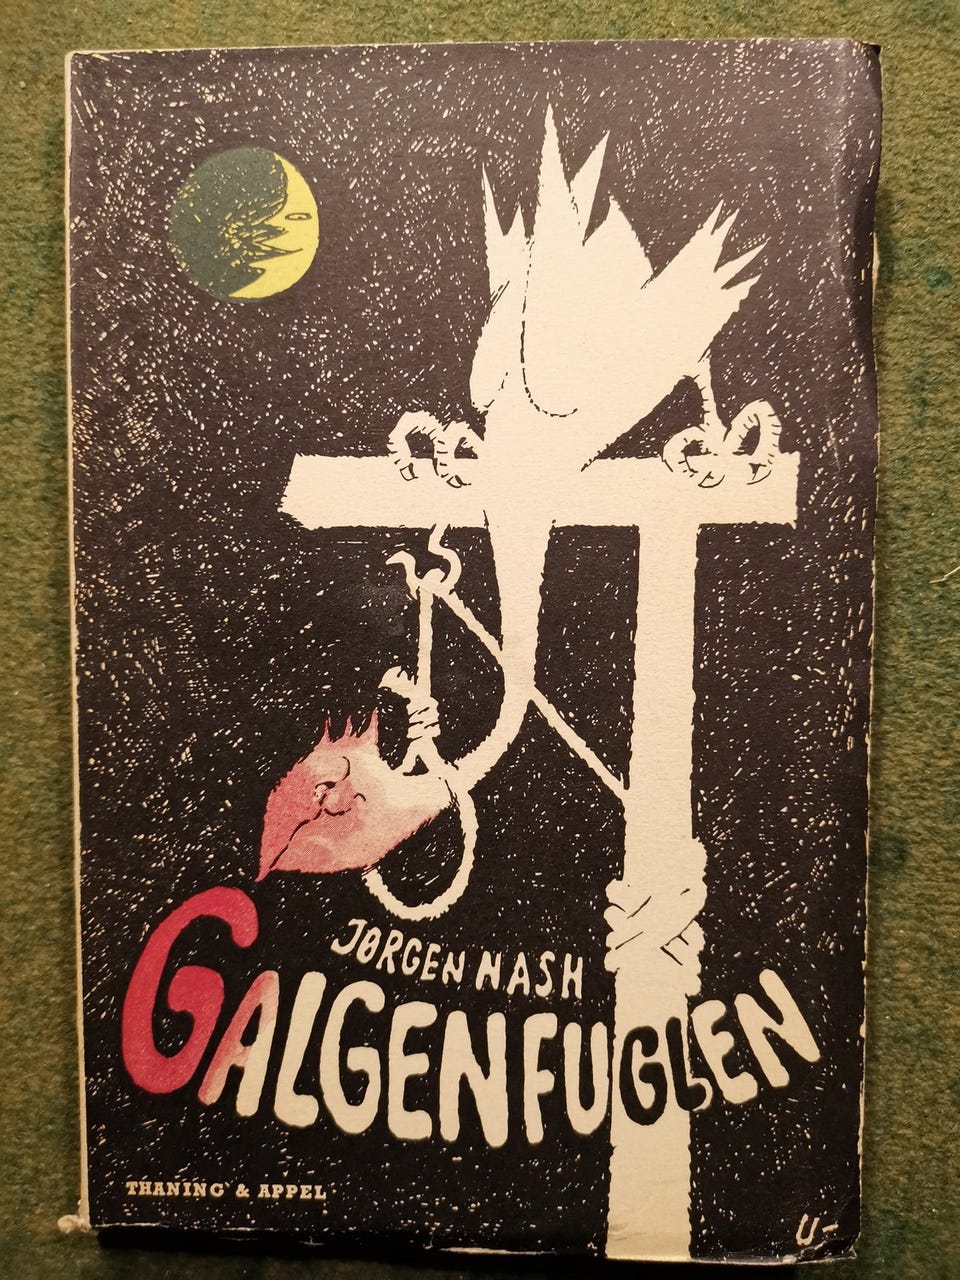 JØRGEN NASH
GALGENFUGLEN
THANING & APPEL